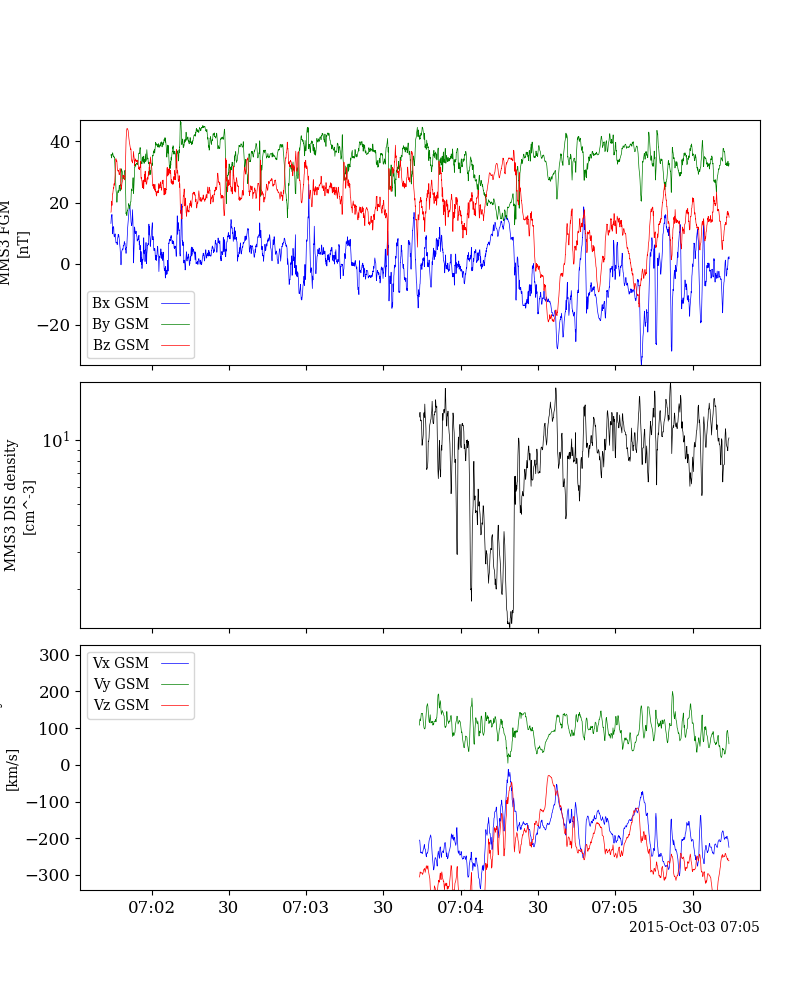 40
20
0
−20
MMS3 FGM
[nT]
Bx GSM
By GSM
Bz GSM
10^1
MMS3 DIS density
[cm^-3]
300
200
100
0
−100
−200
−300
[km/s]
Vx GSM
Vy GSM
Vz GSM
07:02 30 07:03 30 07:04 30 07:05 30
2015-Oct-03 07:05